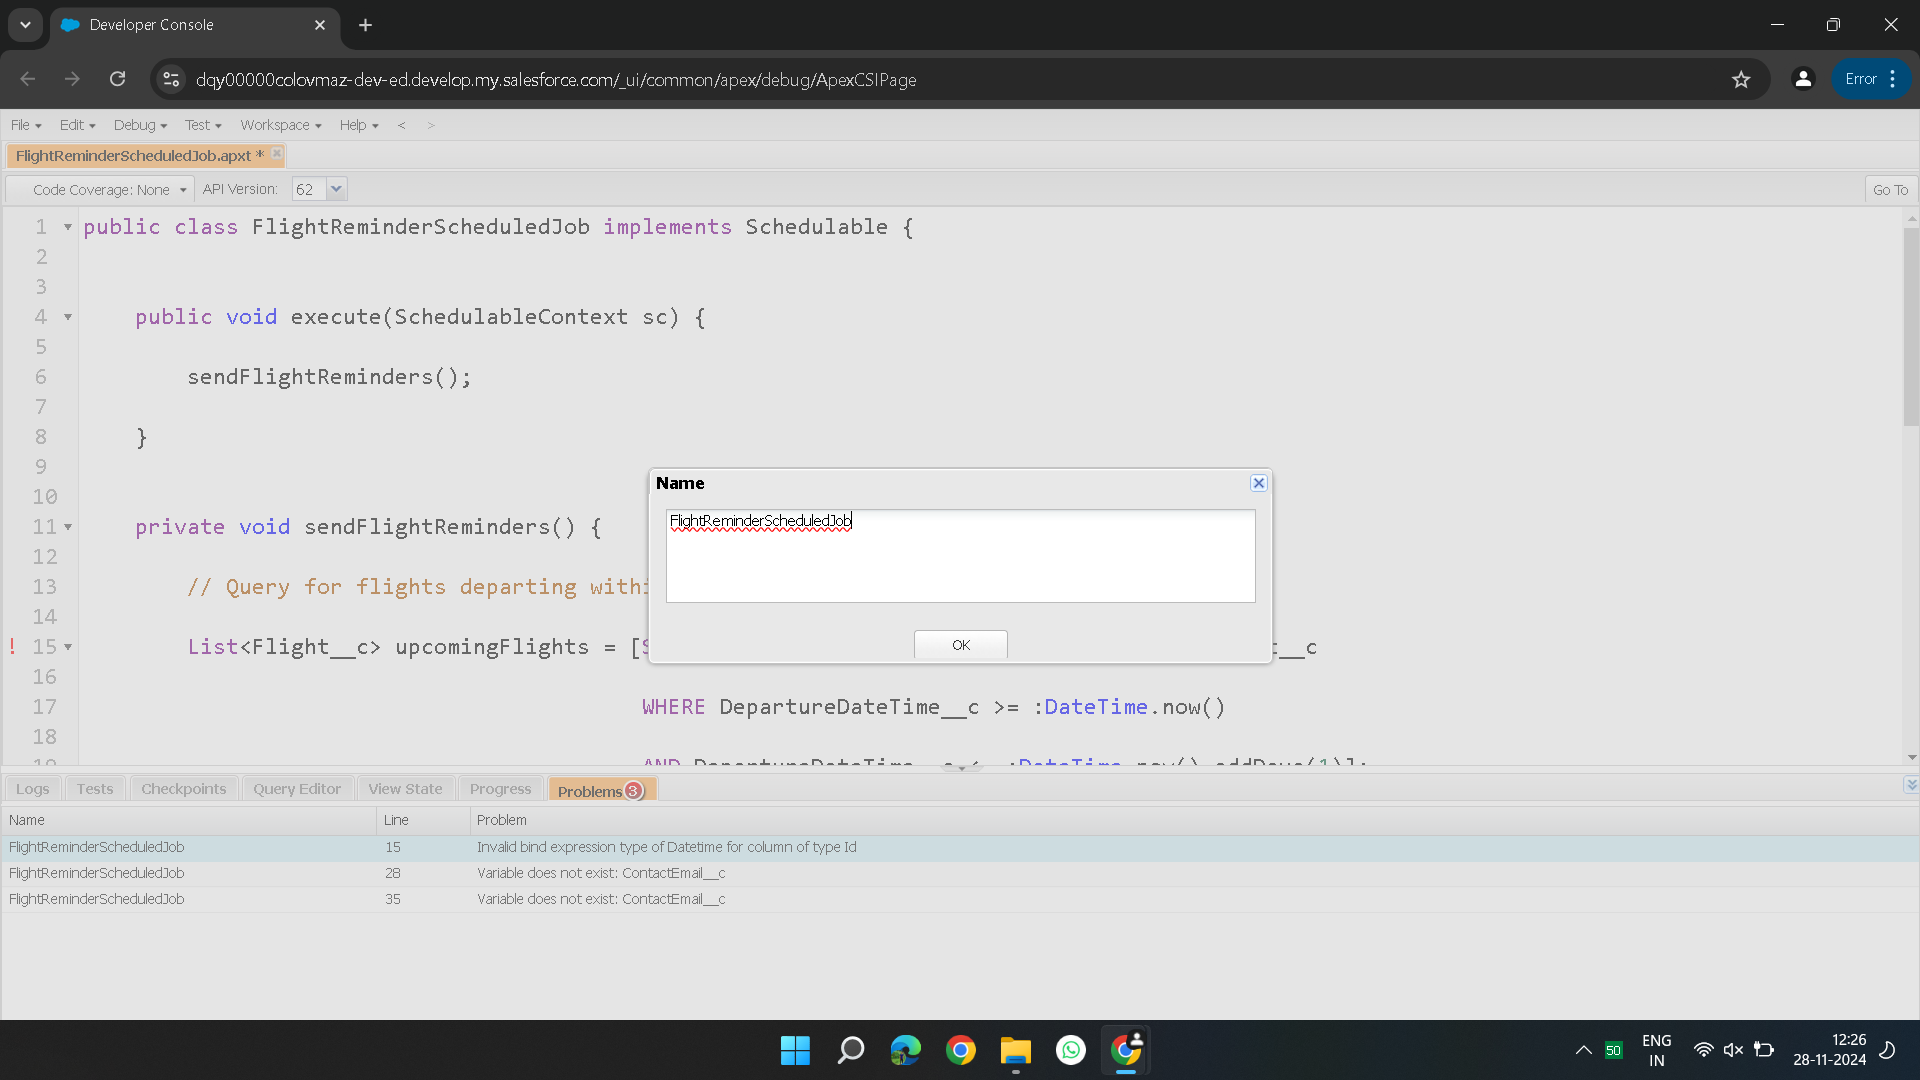 Developer Console
dqy00000colovmaz-dev-ed.develop.my.salesforce.com/_ui/common/apex/debug/ApexCSIPage
Error
File Edit Debug Test Workspace Help < >
FlightReminderScheduledJob.apxt *
Code Coverage: None API Version: 62 Go To
1 public class FlightReminderScheduledJob implements Schedulable {
2
3
4 public void execute(SchedulableContext sc) {
5
6 sendFlightReminders();
7
8 }
9
10
11 private void sendFlightReminders() {
12
13 // Query for flights departing
14
! 15 List<Flight__c> upcomingFlights = [ __c
16
17 WHERE DepartureDateTime__c >= :DateTime.now()
18
Name
FlightReminderScheduledJob
OK
Logs Tests Checkpoints Query Editor View State Progress Problems 3
Name Line Problem
FlightReminderScheduledJob 15 Invalid bind expression type of Datetime for column of type Id
FlightReminderScheduledJob 28 Variable does not exist: ContactEmail__c
FlightReminderScheduledJob 35 Variable does not exist: ContactEmail__c
50
ENG
IN
12:26
28-11-2024